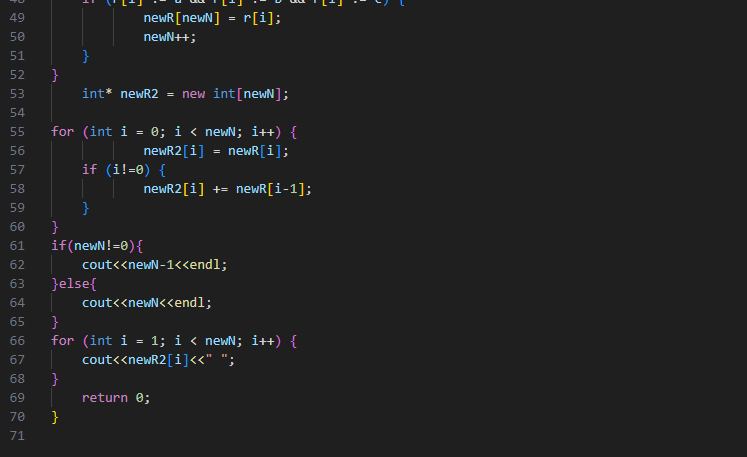 48 if (r[i] != a && r[i] != b && r[i] != c) {
49 newR[newN] = r[i];
50 newN++;
51 }
52 }
53 int* newR2 = new int[newN];
54
55 for (int i = 0; i < newN; i++) {
56 newR2[i] = newR[i];
57 if (i!=0) {
58 newR2[i] += newR[i-1];
59 }
60 }
61 if(newN!=0){
62 cout<<newN-1<<endl;
63 }else{
64 cout<<newN<<endl;
65 }
66 for (int i = 1; i < newN; i++) {
67 cout<<newR2[i]<<" ";
68 }
69 return 0;
70 }
71